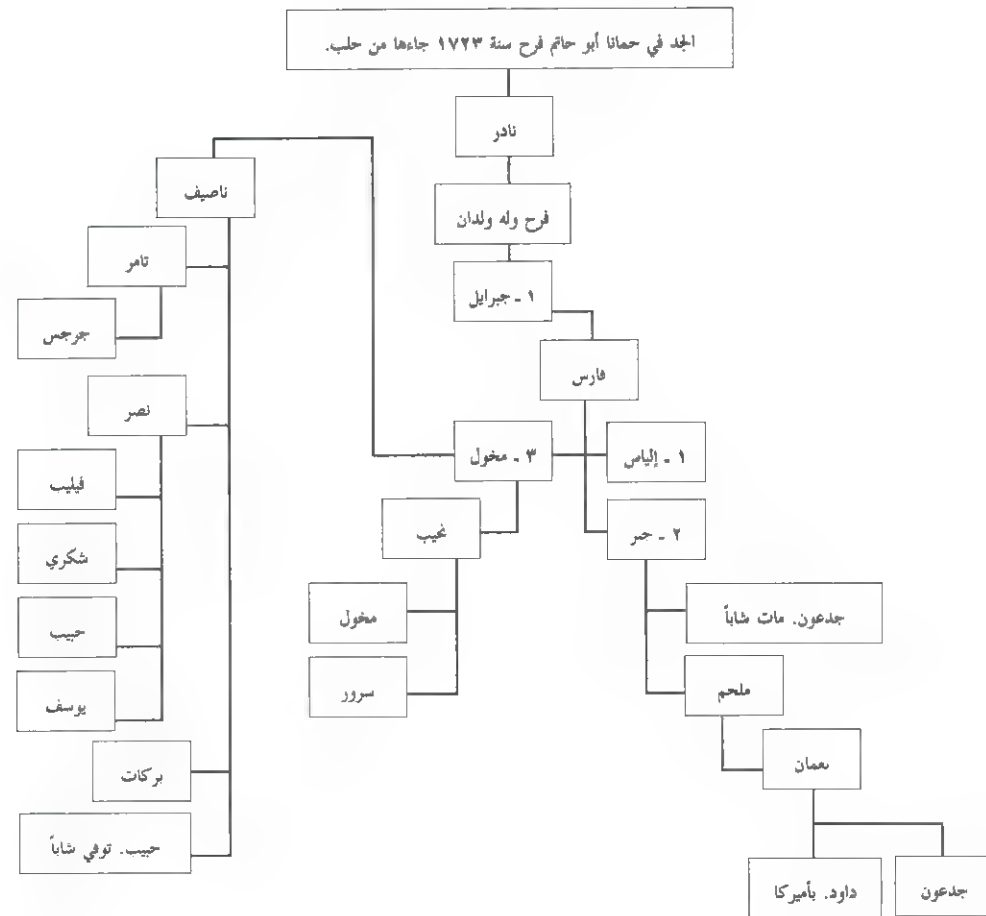 الجد في حمانا أبو حاتم فرح سنة ١٧٢٣ جاءها من حلب.
نادر
فرح وله ولدان
١ ـ جبرايل
فارس
١ ـ إلياس
٢ ـ جبر
جدعون. مات شاباً
ملحم
نعمان
جدعون
داود. بأميركا
٣ ـ مخول
نجيب
مخول
سرور
ناصيف
تامر
جرجس
نصر
فيليب
شكري
حبيب
يوسف
بركات
حبيب. توفي شاباً